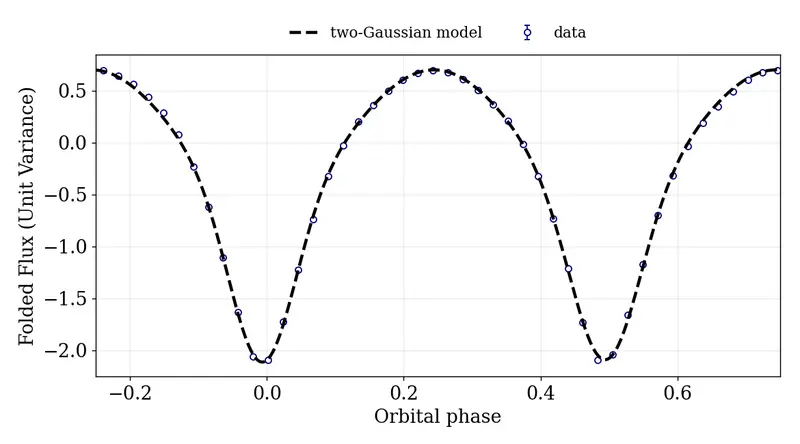 two-Gaussian model data
Folded Flux (Unit Variance)
0.5
0.0
−0.5
−1.0
−1.5
−2.0
−0.2 0.0 0.2 0.4 0.6
Orbital phase